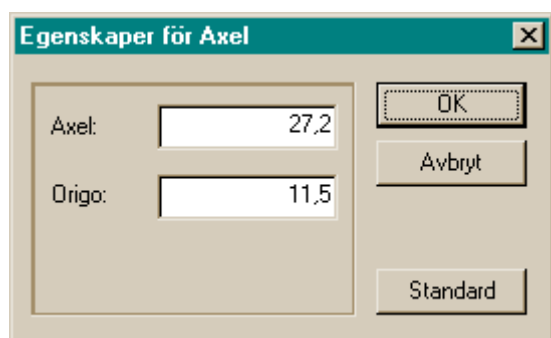 Egenskaper för Axel
Axel: 27,2
Origo: 11,5
OK
Avbryt
Standard